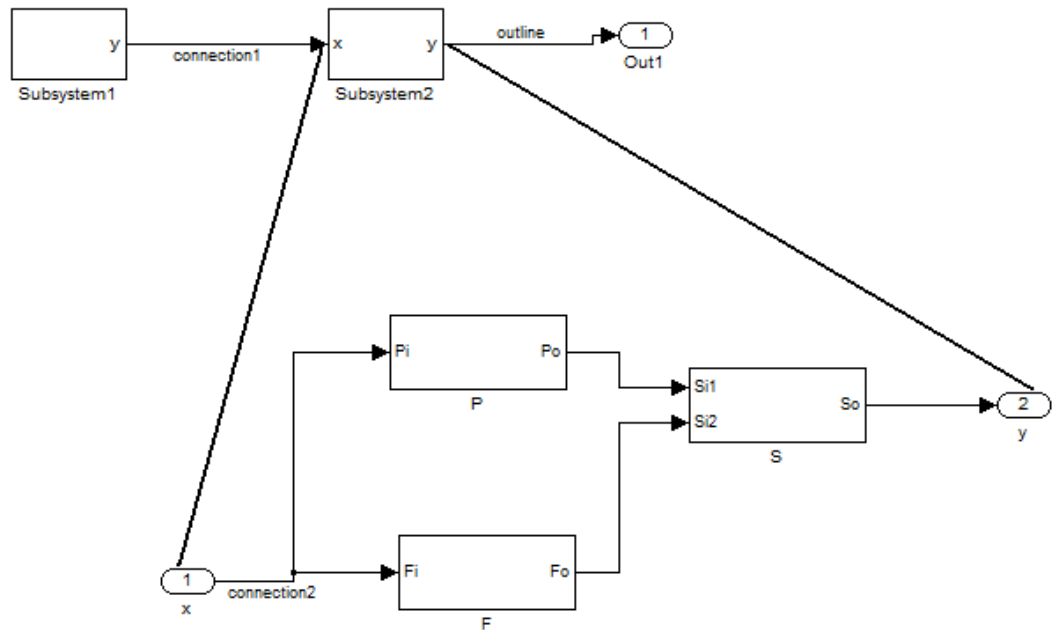 y
connection1
Subsystem1
x
y
Subsystem2
outline
1
Out1
Pi
Po
P
Si1
Si2
So
S
2
y
Fi
Fo
F
1
x
connection2